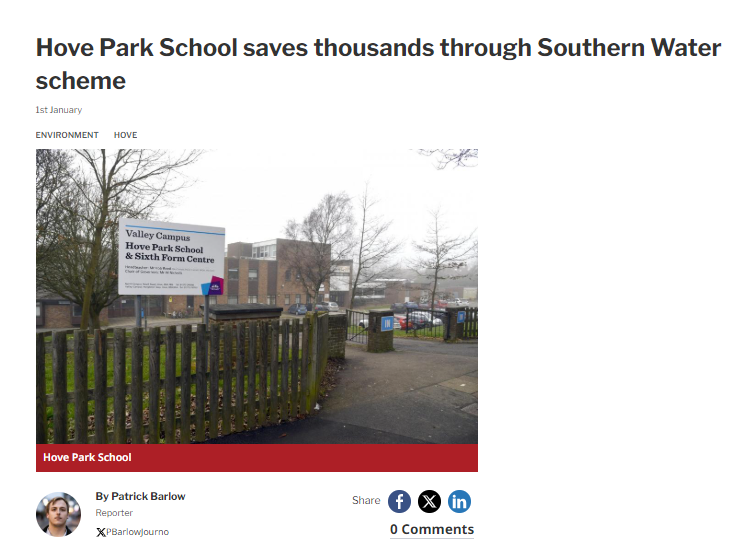 Hove Park School saves thousands through Southern Water
scheme
1st January
ENVIRONMENT HOVE
Valley Campus
Hove Park School
& Sixth Form Centre
IN
Hove Park School
By Patrick Barlow
Reporter
PBarlowjourno
Share
0 Comments